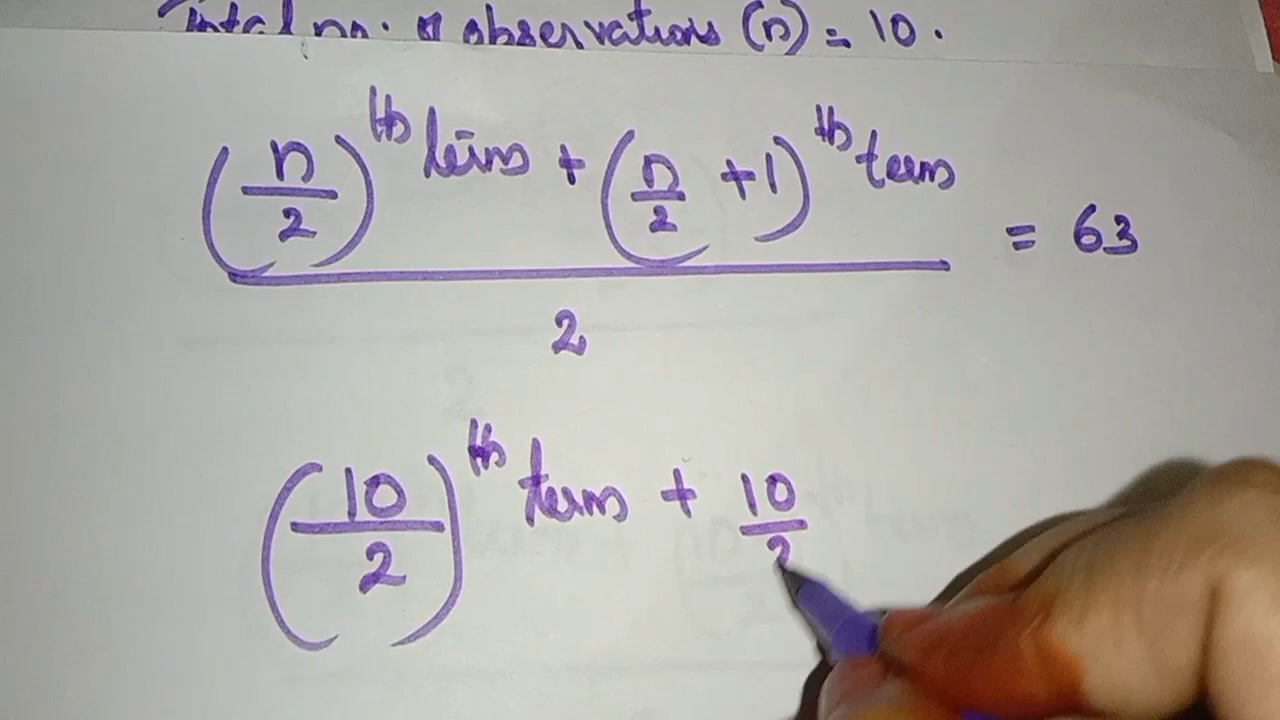 Total no. of observations (n) = 10.
(n/2)th term + (n/2 + 1)th term
= 63
2
(10/2)th term + 10/2